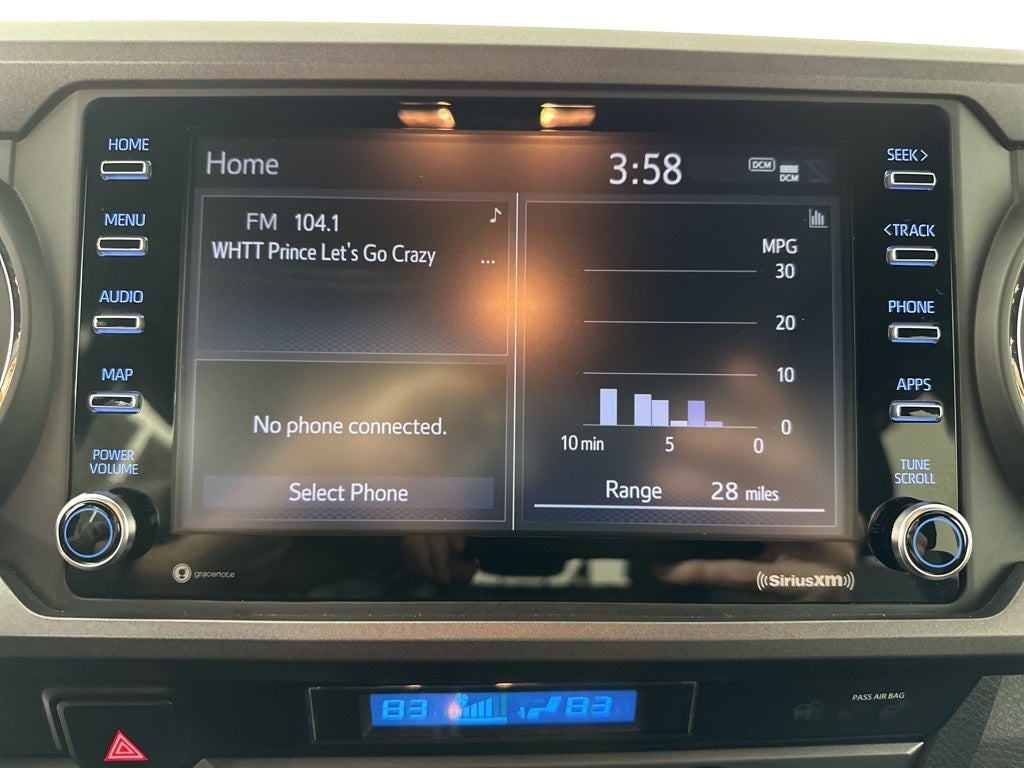 HOME
MENU
AUDIO
MAP
POWER
VOLUME
Home
3:58
DCM
DCM
FM 104.1
WHTT Prince Let's Go Crazy
...
No phone connected.
Select Phone
MPG
30
20
10
0
10 min 5 0
Range 28 miles
SEEK>
<TRACK
PHONE
APPS
TUNE
SCROLL
gracenote
((SiriusXM))
83 83
PASS AIR BAG